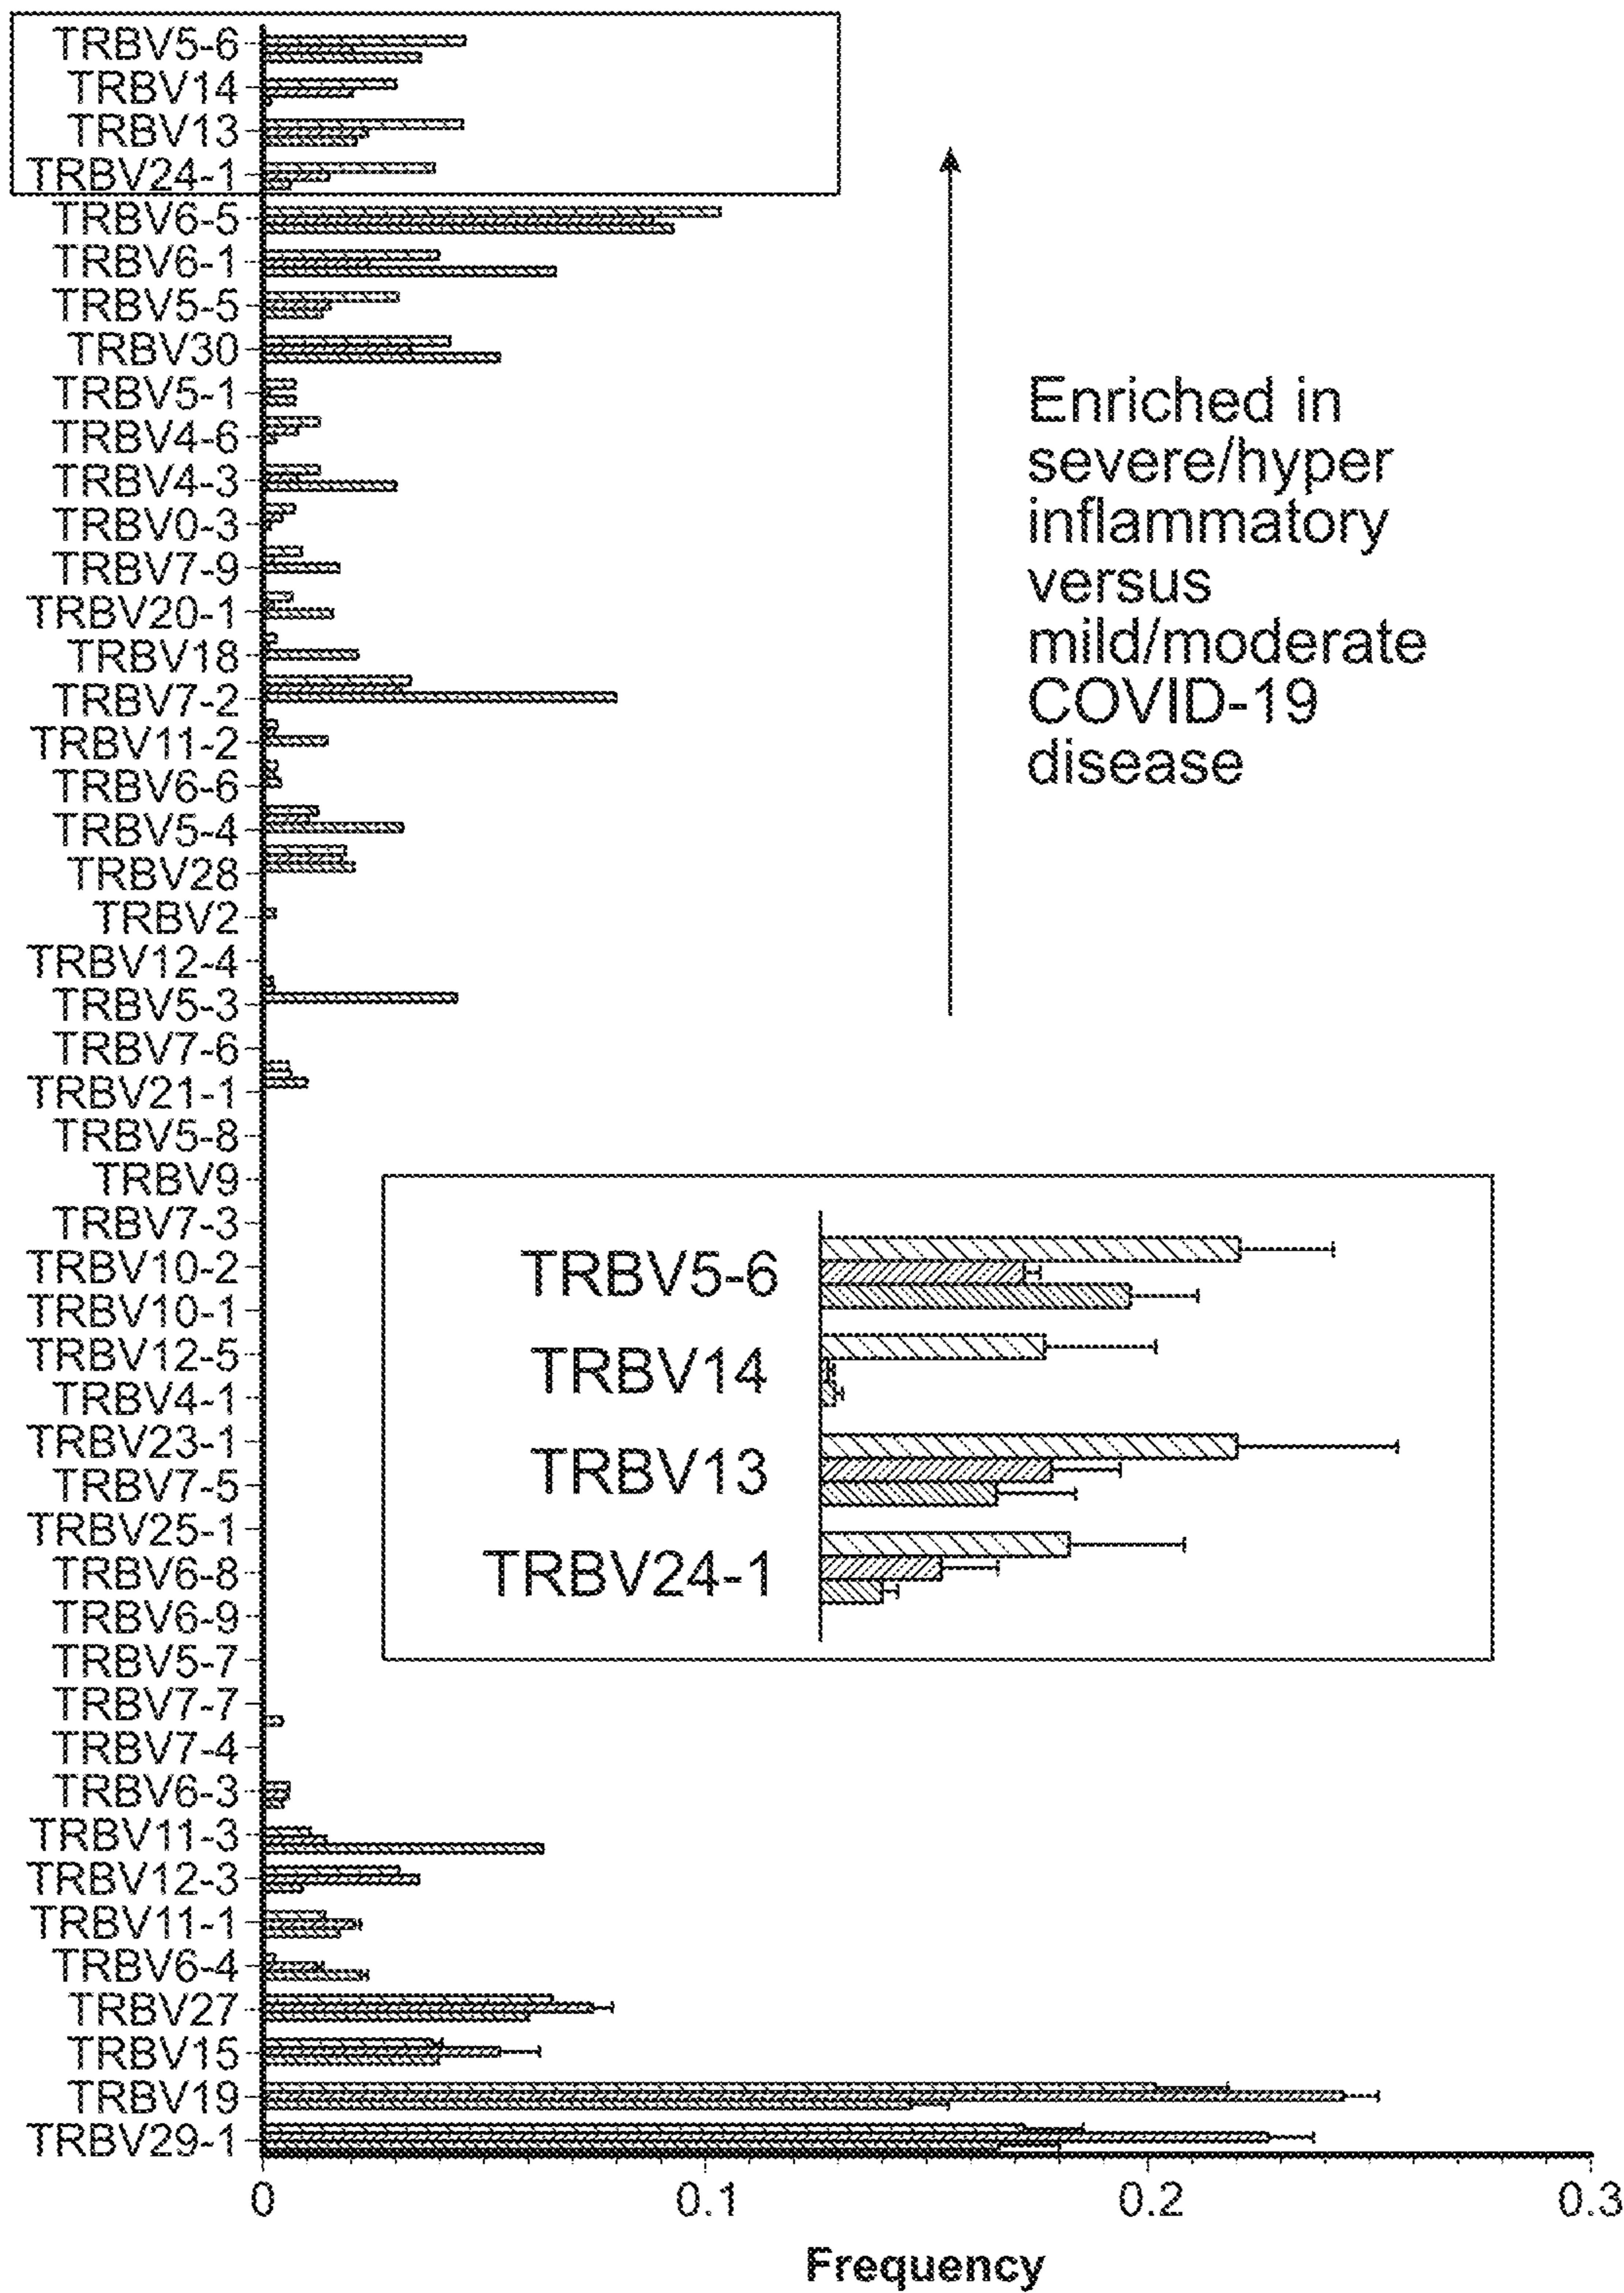 TRBV5-6
TRBV14
TRBV13
TRBV24-1
TRBV6-5
TRBV6-1
TRBV5-5
TRBV30
TRBV5-1
TRBV4-6
TRBV4-3
TRBV0-3
TRBV7-9
TRBV20-1
TRBV18
TRBV7-2
TRBV11-2
TRBV6-6
TRBV5-4
TRBV28
TRBV2
TRBV12-4
TRBV5-3
TRBV7-6
TRBV21-1
TRBV5-8
TRBV9
TRBV7-3
TRBV10-2
TRBV10-1
TRBV12-5
TRBV4-1
TRBV23-1
TRBV7-5
TRBV25-1
TRBV6-8
TRBV6-9
TRBV5-7
TRBV7-7
TRBV7-4
TRBV6-3
TRBV11-3
TRBV12-3
TRBV11-1
TRBV6-4
TRBV27
TRBV15
TRBV19
TRBV29-1
Enriched in
severe/hyper
inflammatory
versus
mild/moderate
COVID-19
disease
TRBV5-6
TRBV14
TRBV13
TRBV24-1
0 0.1 0.2 0.3
Frequency